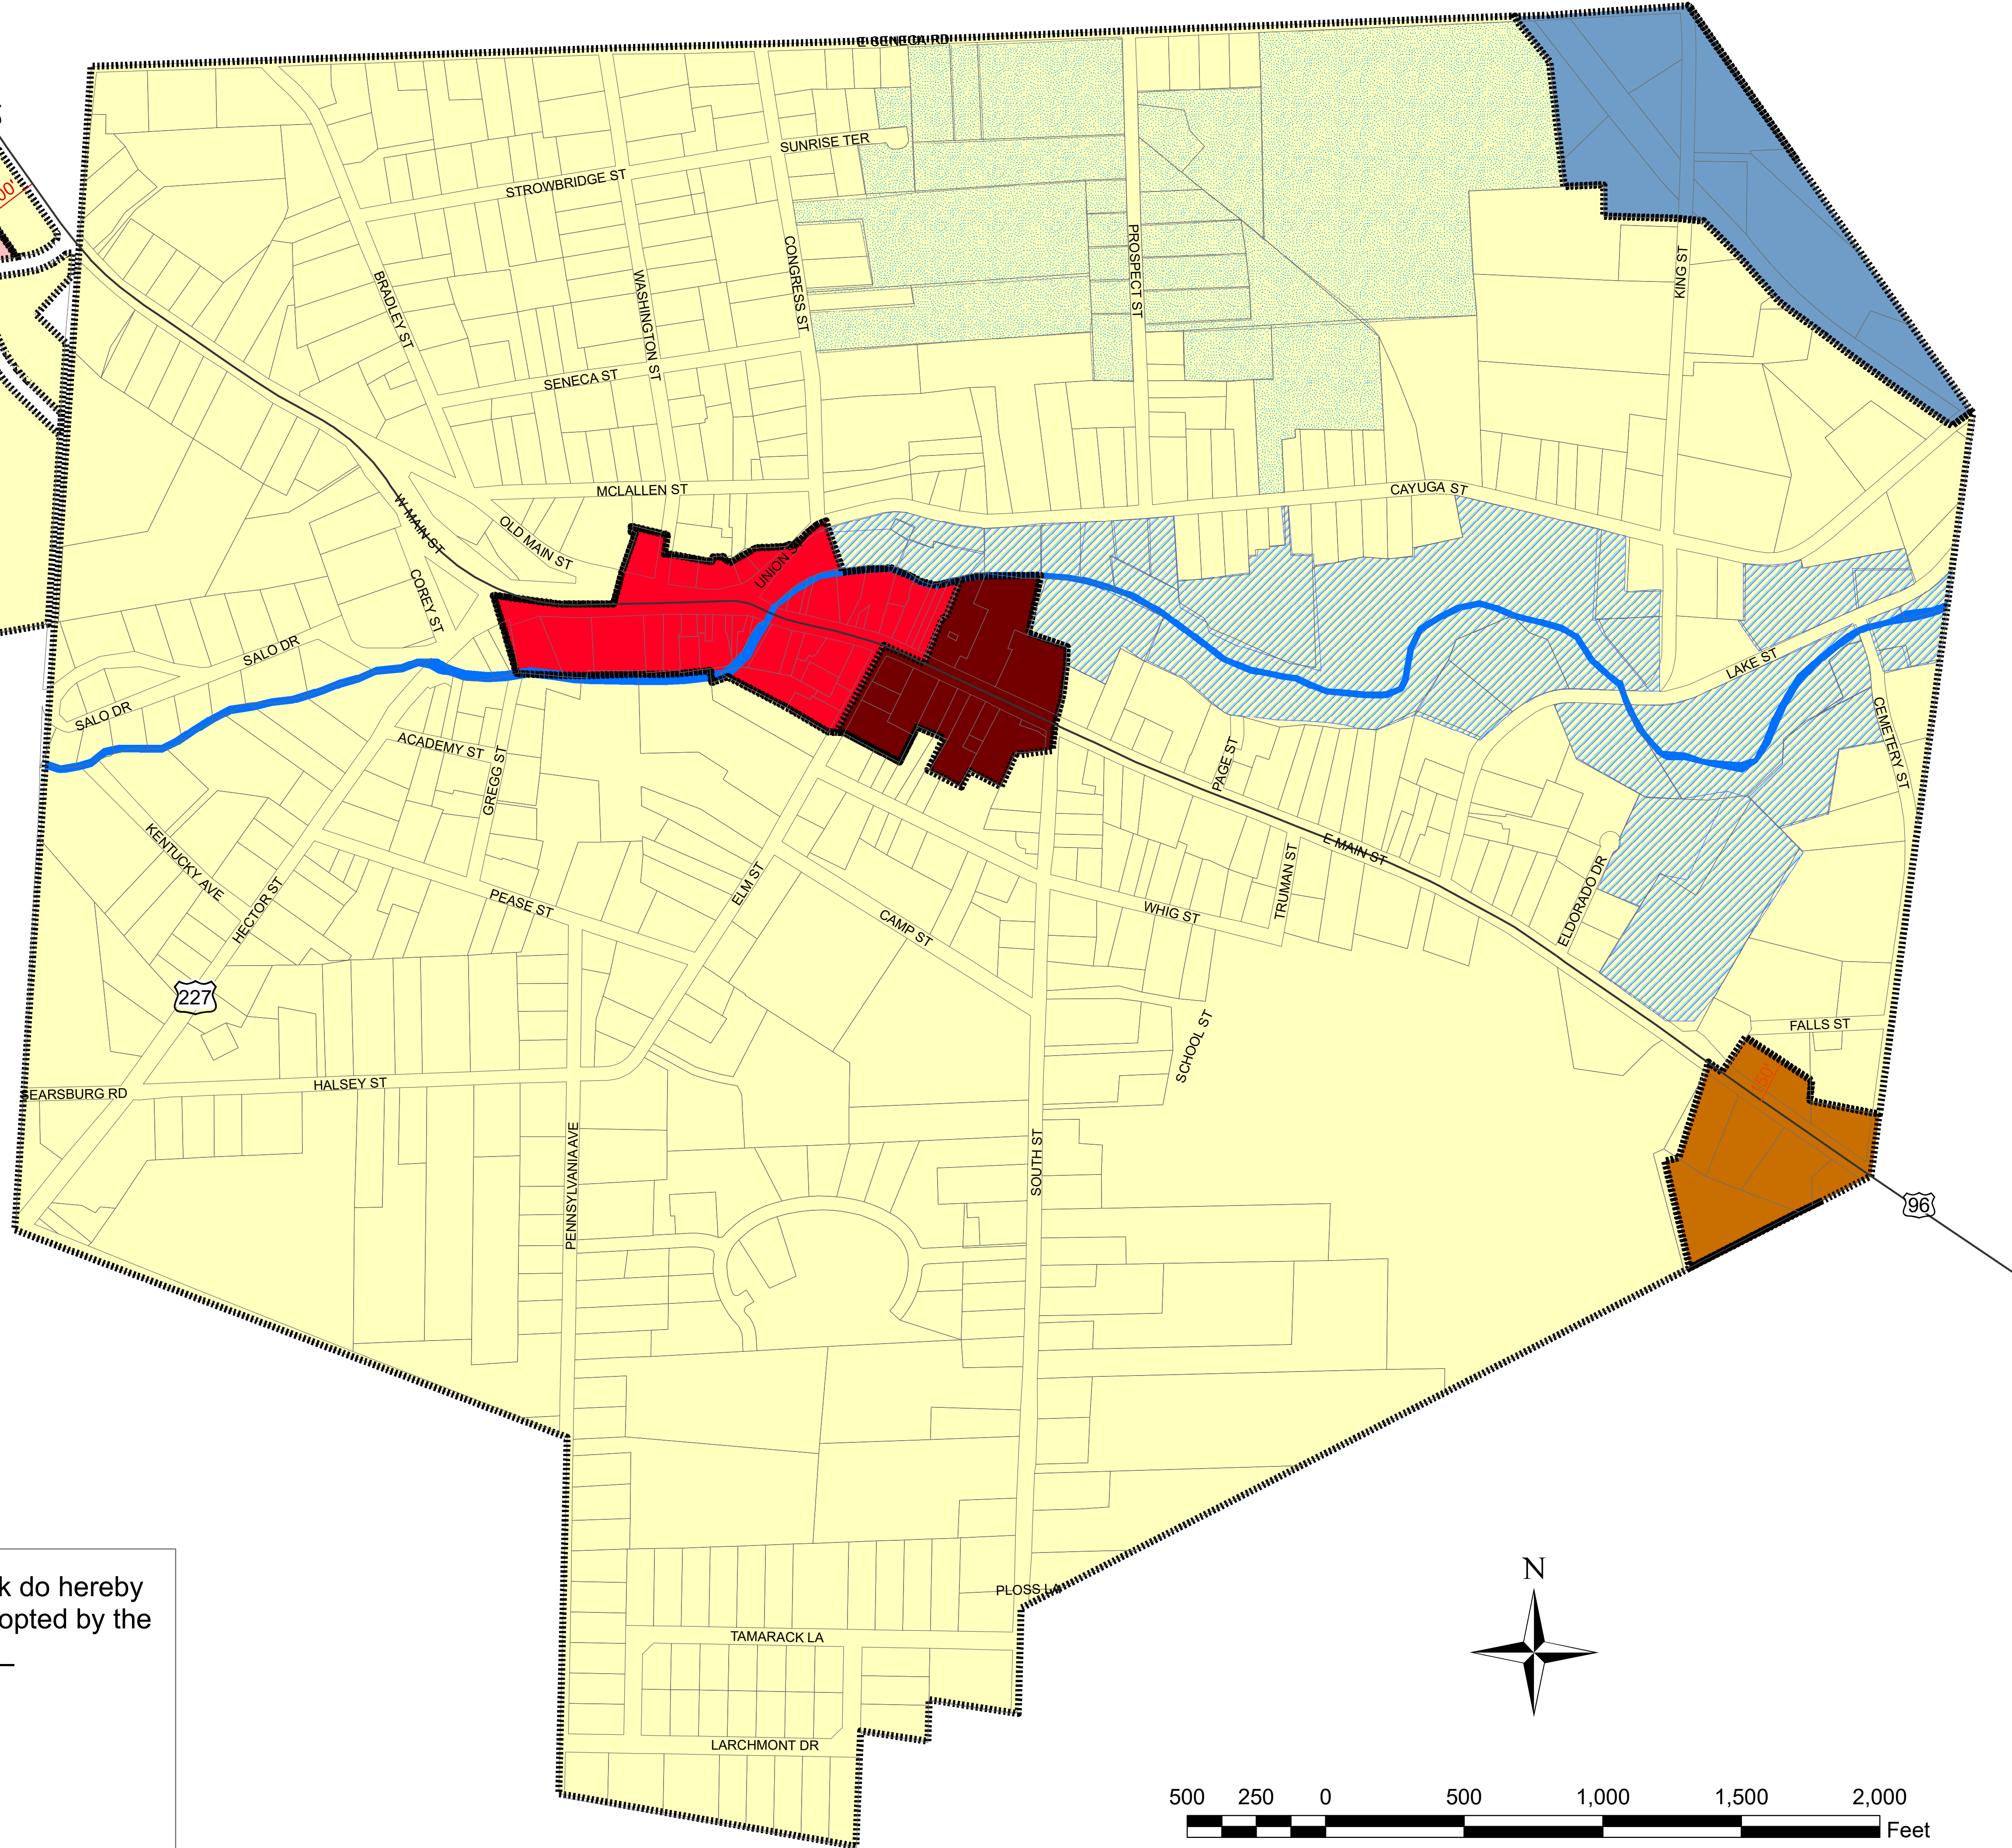 E SENECA RD
SUNRISE TER
STROWBRIDGE ST
00'
BRADLEY ST
WASHINGTON ST
CONGRESS ST
PROSPECT ST
KING ST
SENECA ST
MCLALLEN ST
CAYUGA ST
W MAIN ST
OLD MAIN ST
UNION S
COREY ST
SALO DR
LAKE ST
SALO DR
ACADEMY ST
GREGG ST
PAGE ST
CEMETERY ST
KENTUCKY AVE
HECTOR ST
PEASE ST
ELM ST
CAMP ST
WHIG ST
TRUMAN ST
E MAIN ST
ELDORADO DR
227
FALLS ST
SCHOOL ST
150'
SEARSBURG RD
HALSEY ST
PENNSYLVANIA AVE
SOUTH ST
96
k do hereby
opted by the
PLOSS LA
TAMARACK LA
LARCHMONT DR
N
500 250 0 500 1,000 1,500 2,000
Feet